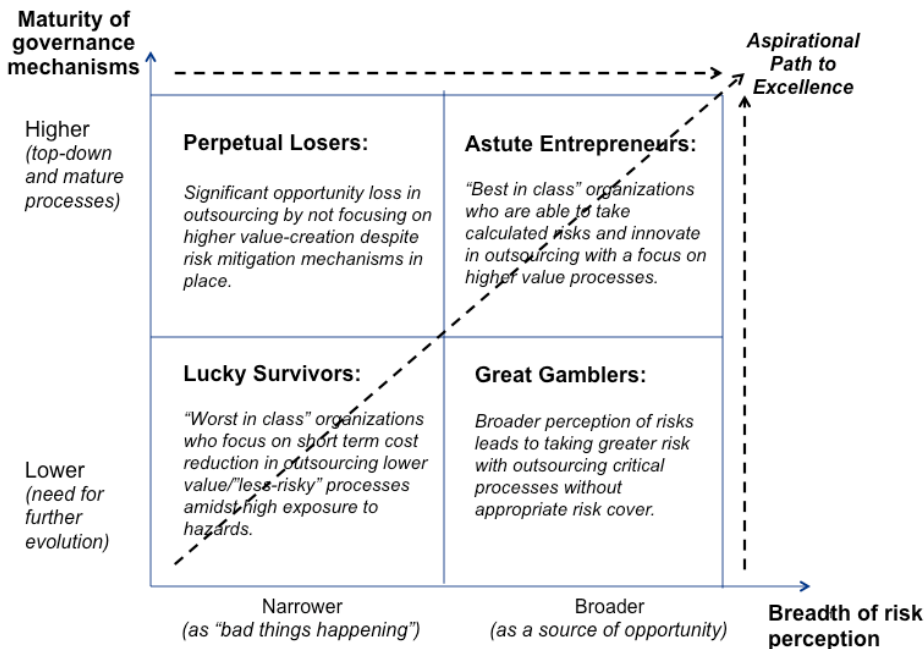 Maturity of
governance
mechanisms
Aspirational
Path to
Excellence
Higher
(top-down
and mature
processes)
Perpetual Losers:
Significant opportunity loss in
outsourcing by not focusing on
higher value-creation despite
risk mitigation mechanisms in
place.
Astute Entrepreneurs:
“Best in class” organizations
who are able to take
calculated risks and innovate
in outsourcing with a focus on
higher value processes.
Lower
(need for
further
evolution)
Lucky Survivors:
“Worst in class” organizations
who focus on short term cost
reduction in outsourcing lower
value/”less-risky” processes
amidst high exposure to
hazards.
Great Gamblers:
Broader perception of risks
leads to taking greater risk
with outsourcing critical
processes without
appropriate risk cover.
Narrower
(as “bad things happening”)
Broader
(as a source of opportunity)
Breadth of risk
perception